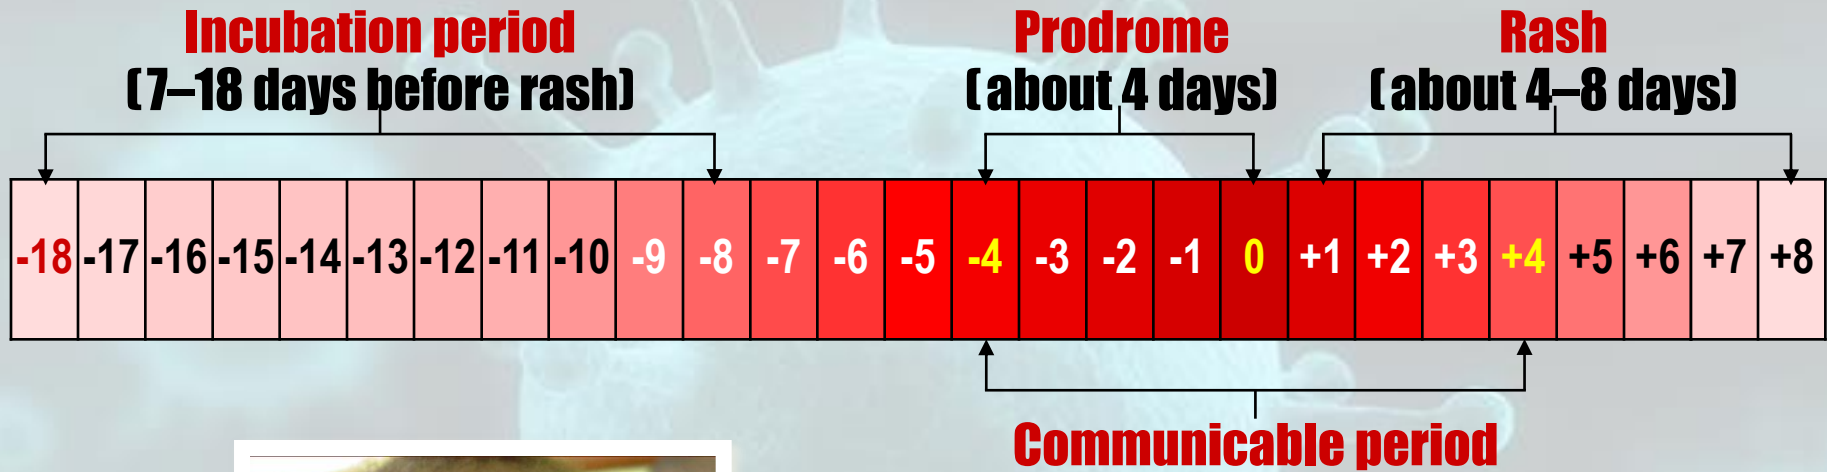 Incubation period
(7–18 days before rash)
Prodrome
(about 4 days)
Rash
(about 4–8 days)
-18 -17 -16 -15 -14 -13 -12 -11 -10 -9 -8 -7 -6 -5 -4 -3 -2 -1 0 +1 +2 +3 +4 +5 +6 +7 +8
Communicable period